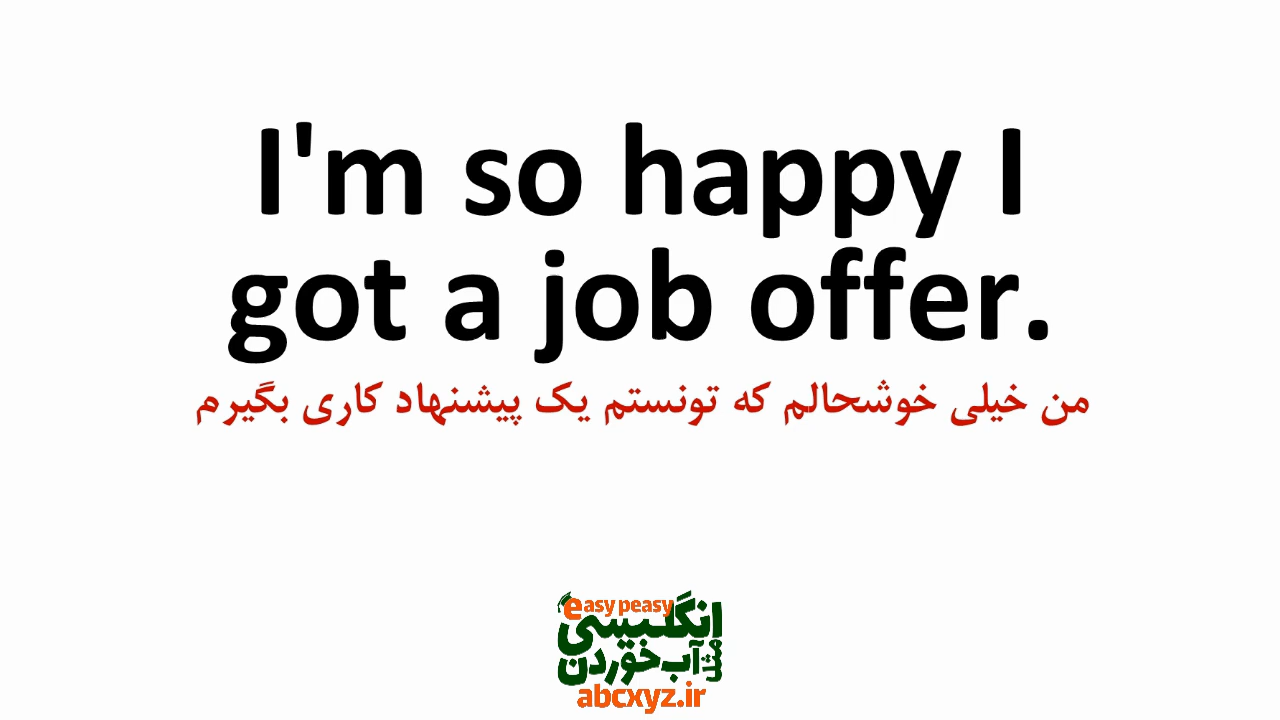 I'm so happy I
got a job offer.
من خیلی خوشحالم که تونستم یک پیشنهاد کاری بگیرم
easy peasy
انگلیسی
مثل آب خوردن
abcxyz.ir